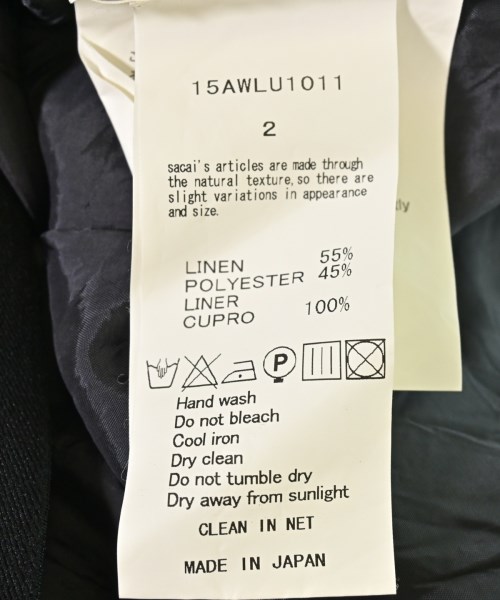 15AWLU1011
2
sacai's articles are made through
the natural texture, so there are
slight variations in appearance
and size.
LINEN 55%
POLYESTER 45%
LINER
CUPRO 100%
P
Hand wash
Do not bleach
Cool iron
Dry clean
Do not tumble dry
Dry away from sunlight
CLEAN IN NET
MADE IN JAPAN